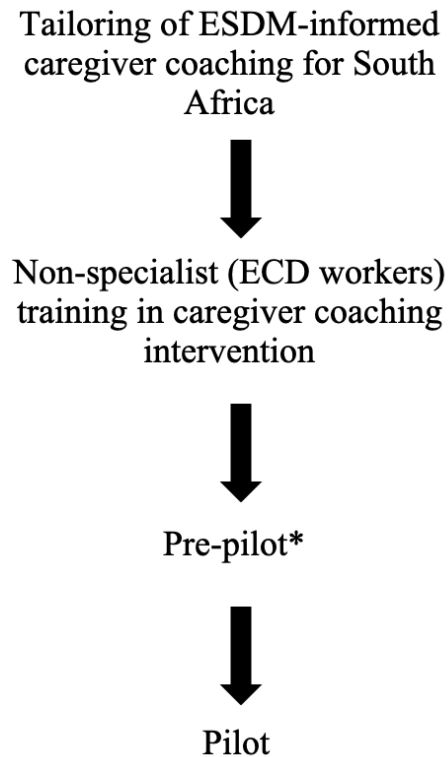 Tailoring of ESDM-informed
caregiver coaching for South
Africa
Non-specialist (ECD workers)
training in caregiver coaching
intervention
Pre-pilot*
Pilot